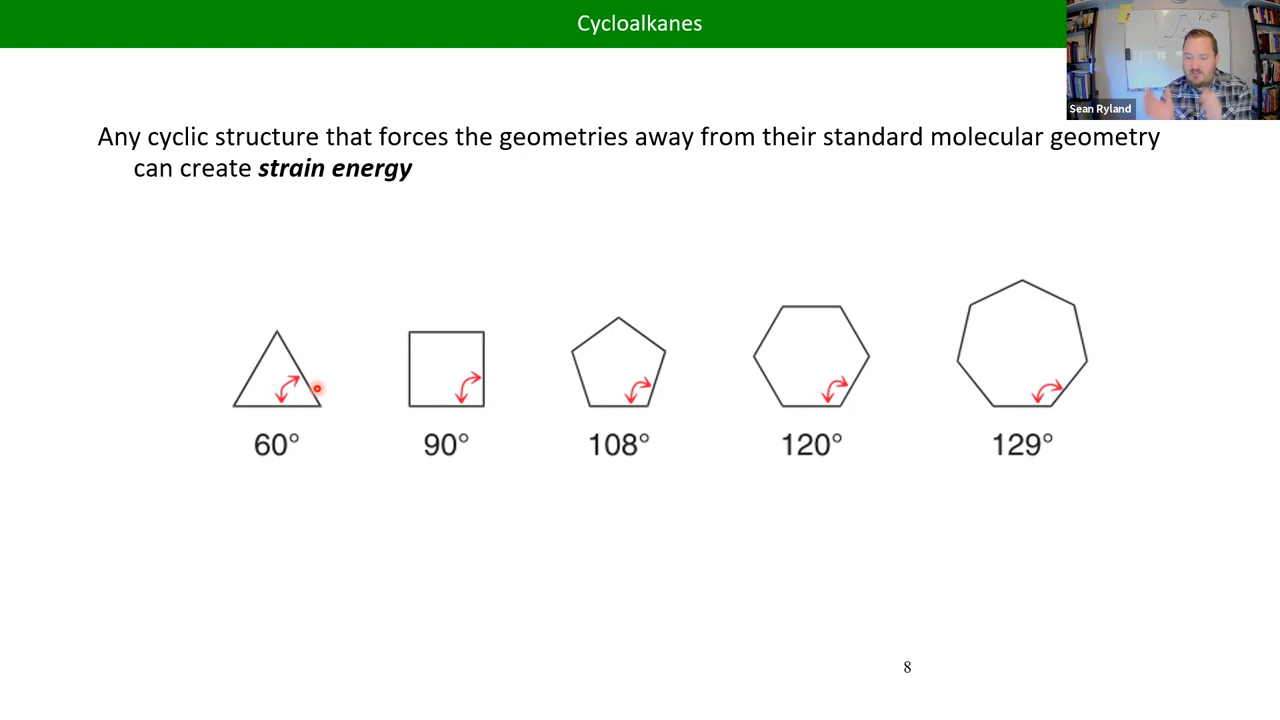 Cycloalkanes
Sean Ryland
Any cyclic structure that forces the geometries away from their standard molecular geometry
can create strain energy
60°
90°
108°
120°
129°
8